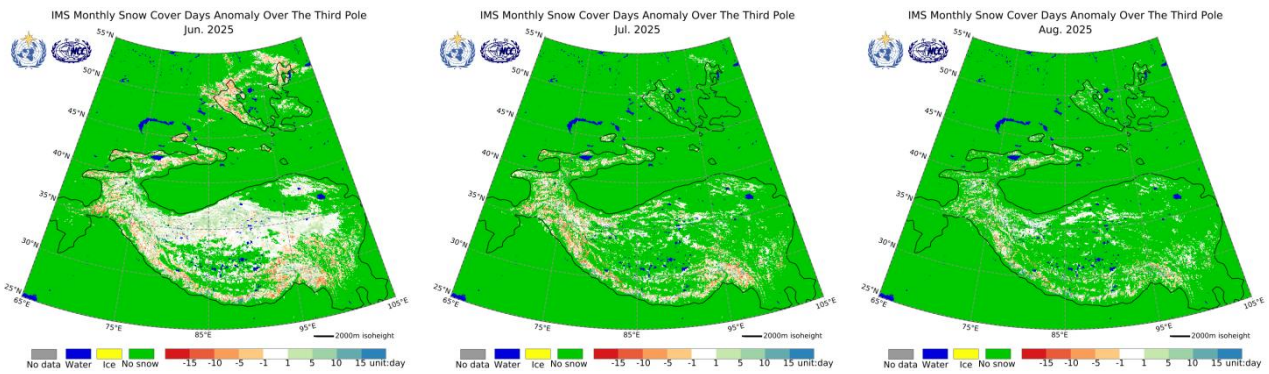 IMS Monthly Snow Cover Days Anomaly Over The Third Pole
Jun. 2025
55°N
50°N
45°N
40°N
35°N
30°N
25°N
65°E
75°E
85°E
95°E
105°E
NCC
2000m isoheight
No data Water Ice No snow -15 -10 -5 -1 1 5 10 15 unit:day
IMS Monthly Snow Cover Days Anomaly Over The Third Pole
Jul. 2025
55°N
50°N
45°N
40°N
35°N
30°N
25°N
65°E
75°E
85°E
95°E
105°E
NCC
2000m isoheight
No data Water Ice No snow -15 -10 -5 -1 1 5 10 15 unit:day
IMS Monthly Snow Cover Days Anomaly Over The Third Pole
Aug. 2025
55°N
50°N
45°N
40°N
35°N
30°N
25°N
65°E
75°E
85°E
95°E
105°E
NCC
2000m isoheight
No data Water Ice No snow -15 -10 -5 -1 1 5 10 15 unit:day